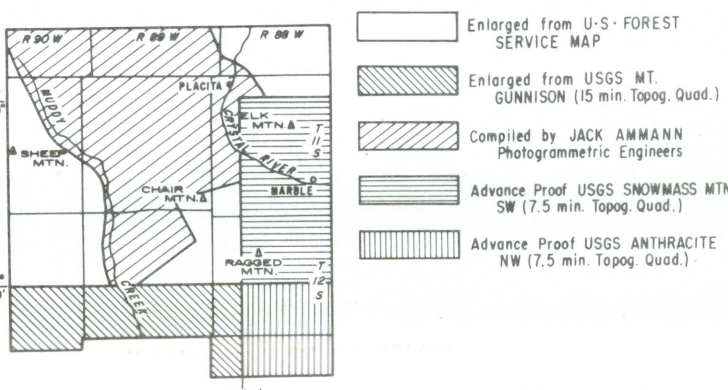 R 90 W
R 89 W
R 88 W
PLACITA
MUDDY
ELK
MTN.
T
11
S
CRYSTAL RIVER
SHEEP
MTN.
CHAIR
MTN.
MARBLE
RAGGED
MTN.
T
12
S
CREEK
Enlarged from U·S·FOREST
SERVICE MAP
Enlarged from USGS MT.
GUNNISON (15 min. Topog. Quad.)
Compiled by JACK AMMANN
Photogrammetric Engineers
Advance Proof USGS SNOWMASS MTN
SW (7.5 min. Topog. Quad.)
Advance Proof USGS ANTHRACITE
NW (7.5 min. Topog. Quad.)